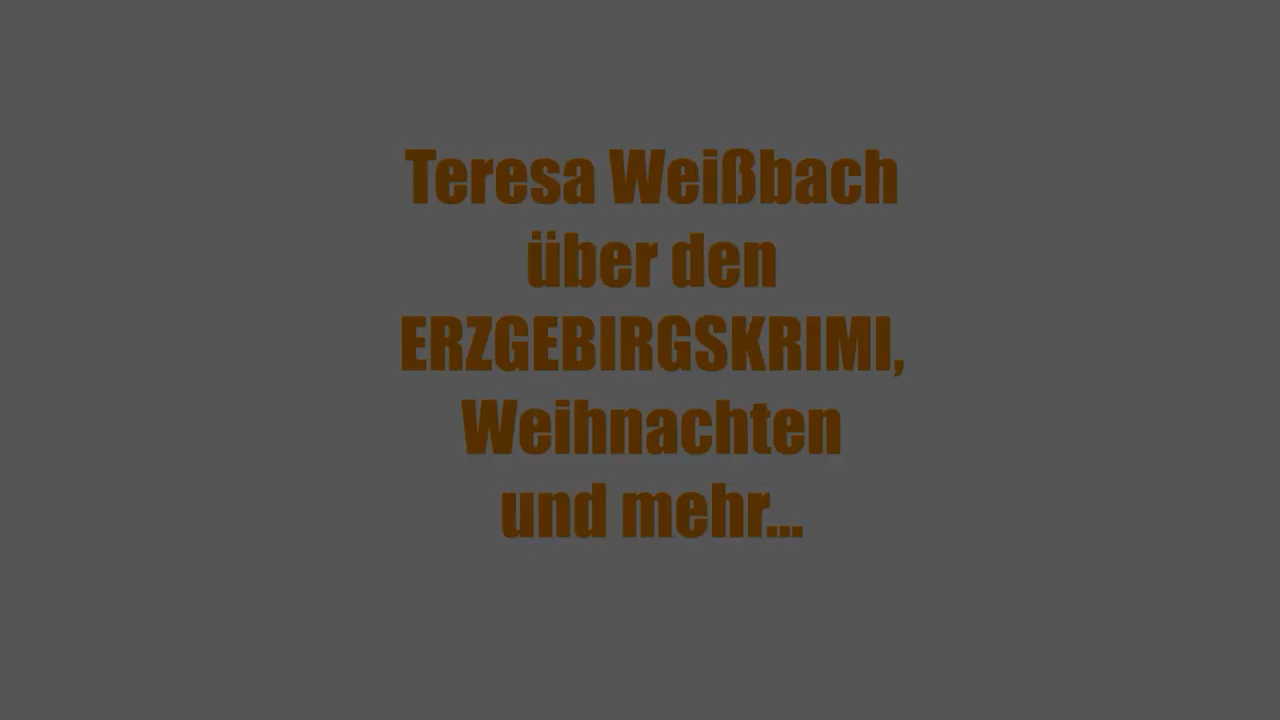 Teresa Weißbach
über den
ERZGEBIRGSKRIMI,
Weihnachten
und mehr...